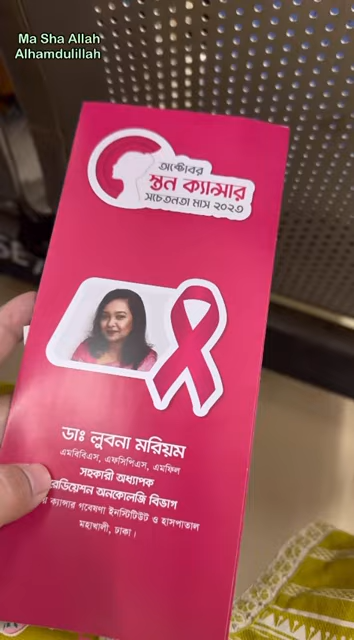 Ma Sha Allah
Alhamdulillah
অক্টোবর
স্তন ক্যান্সার
সচেতনতা মাস ২০২৩
ডাঃ লুবনা মরিয়ম
এমবিবিএস, এফসিপিএস, এমফিল
সহকারী অধ্যাপক
রেডিয়েশন অনকোলজি বিভাগ
ক্যান্সার গবেষণা ইনস্টিটিউট ও হাসপাতাল
মহাখালী, ঢাকা।